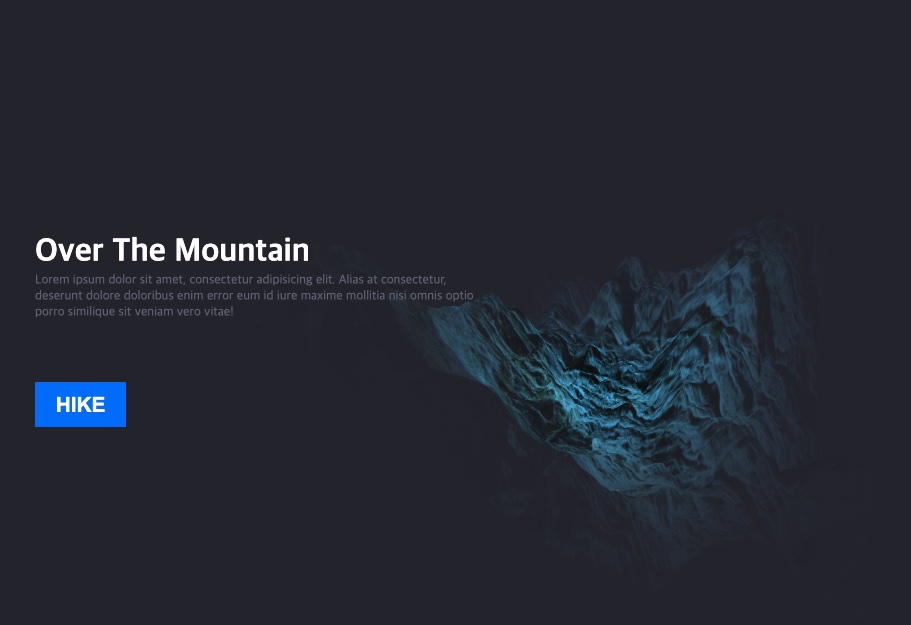 Over The Mountain
Lorem ipsum dolor sit amet, consectetur adipisicing elit. Alias at consectetur,
deserunt dolore doloribus enim error eum id iure maxime mollitia nisi omnis optio
porro similique sit veniam vero vitae!
HIKE